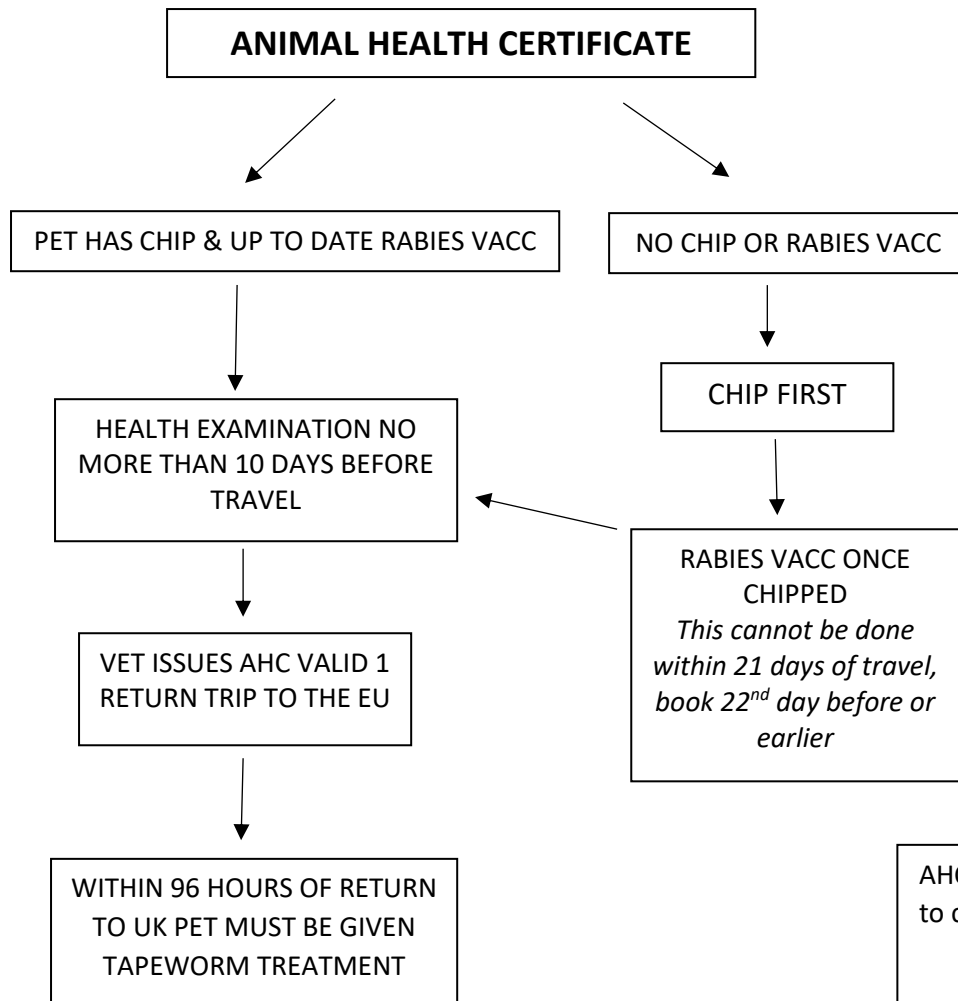 ANIMAL HEALTH CERTIFICATE
PET HAS CHIP & UP TO DATE RABIES VACC
NO CHIP OR RABIES VACC
CHIP FIRST
HEALTH EXAMINATION NO
MORE THAN 10 DAYS BEFORE
TRAVEL
RABIES VACC ONCE
CHIPPED
This cannot be done
within 21 days of travel,
book 22nd day before or
earlier
VET ISSUES AHC VALID 1
RETURN TRIP TO THE EU
WITHIN 96 HOURS OF RETURN
TO UK PET MUST BE GIVEN
TAPEWORM TREATMENT
to